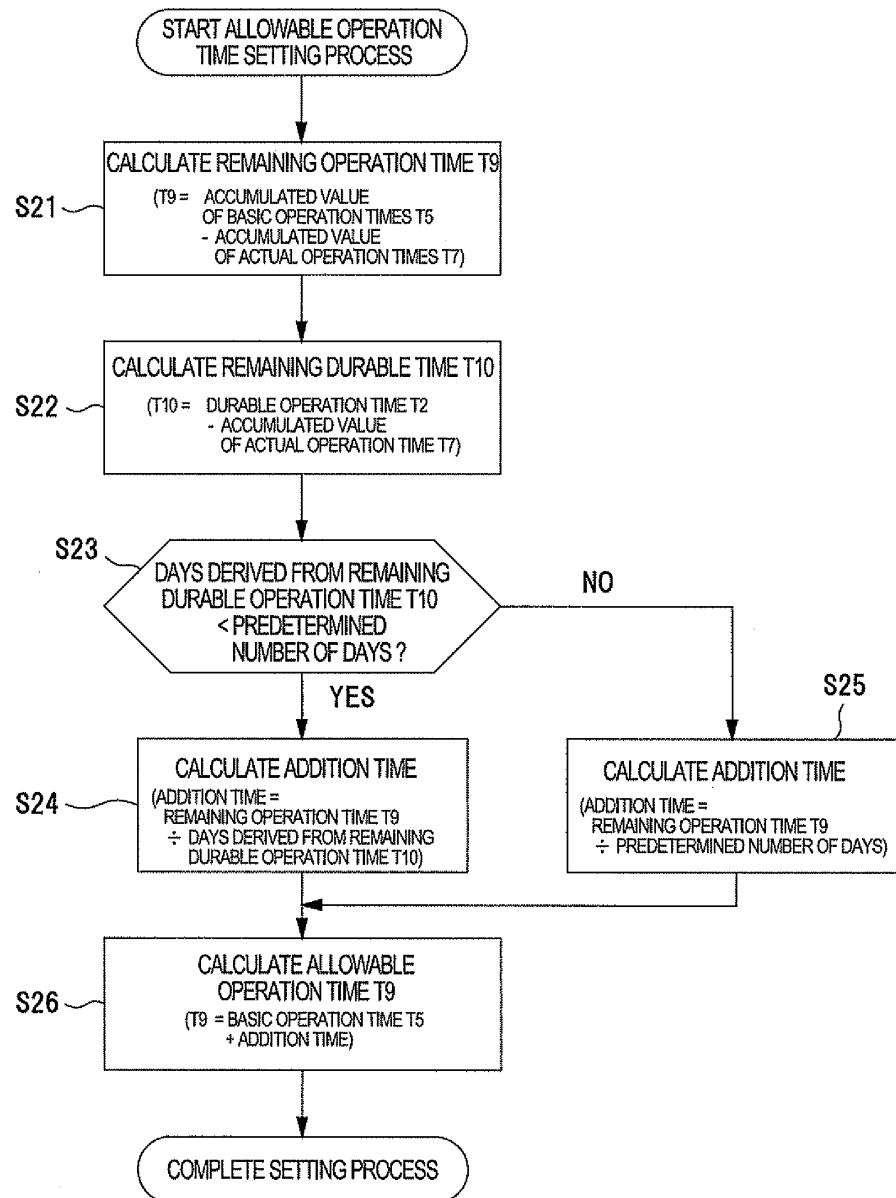 START ALLOWABLE OPERATION
TIME SETTING PROCESS
S21
CALCULATE REMAINING OPERATION TIME T9
(T9 = ACCUMULATED VALUE
OF BASIC OPERATION TIMES T5
- ACCUMULATED VALUE
OF ACTUAL OPERATION TIMES T7)
S22
CALCULATE REMAINING DURABLE TIME T10
(T10 = DURABLE OPERATION TIME T2
- ACCUMULATED VALUE
OF ACTUAL OPERATION TIME T7)
S23
DAYS DERIVED FROM REMAINING
DURABLE OPERATION TIME T10
< PREDETERMINED
NUMBER OF DAYS ?
NO
YES
S24
CALCULATE ADDITION TIME
(ADDITION TIME =
REMAINING OPERATION TIME T9
÷ DAYS DERIVED FROM REMAINING
DURABLE OPERATION TIME T10)
S25
CALCULATE ADDITION TIME
(ADDITION TIME =
REMAINING OPERATION TIME T9
÷ PREDETERMINED NUMBER OF DAYS)
S26
CALCULATE ALLOWABLE
OPERATION TIME T9
(T9 = BASIC OPERATION TIME T5
+ ADDITION TIME)
COMPLETE SETTING PROCESS